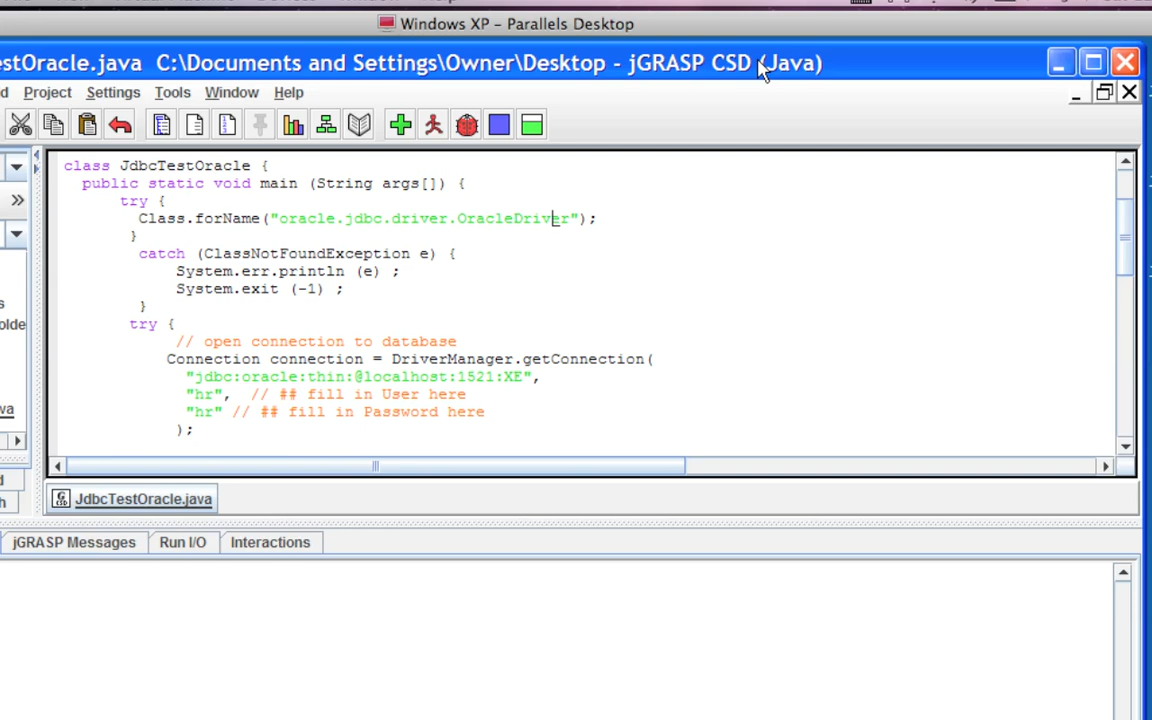 Windows XP - Parallels Desktop
estOracle.java C:\Documents and Settings\Owner\Desktop - jGRASP CSD (Java)
d Project Settings Tools Window Help
class JdbcTestOracle {
public static void main (String args[]) {
try {
Class.forName("oracle.jdbc.driver.OracleDriver");
}
catch (ClassNotFoundException e) {
System.err.println (e) ;
System.exit (-1) ;
}
try {
// open connection to database
Connection connection = DriverManager.getConnection(
"jdbc:oracle:thin:@localhost:1521:XE",
"hr", // ## fill in User here
"hr" // ## fill in Password here
);
s
olde
va
d
h
JdbcTestOracle.java
jGRASP Messages Run I/O Interactions